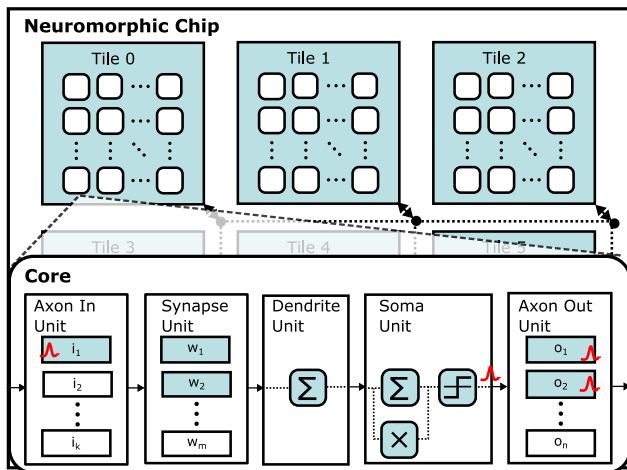 Neuromorphic Chip
Tile 0 Tile 1 Tile 2
Tile 3 Tile 4 Tile 5
Core
Axon In Unit
Synapse Unit
Dendrite Unit
Soma Unit
Axon Out Unit
i₁ w₁ o₁
i₂ w₂ Σ Σ o₂
×
iₖ wₘ oₙ